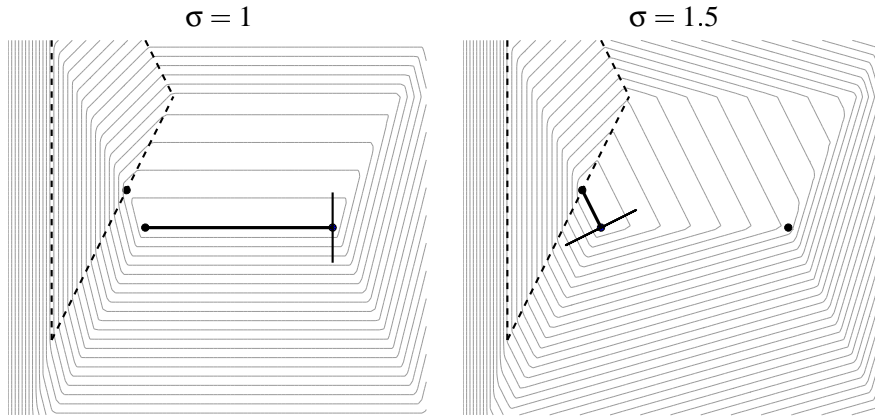 σ = 1
σ = 1.5